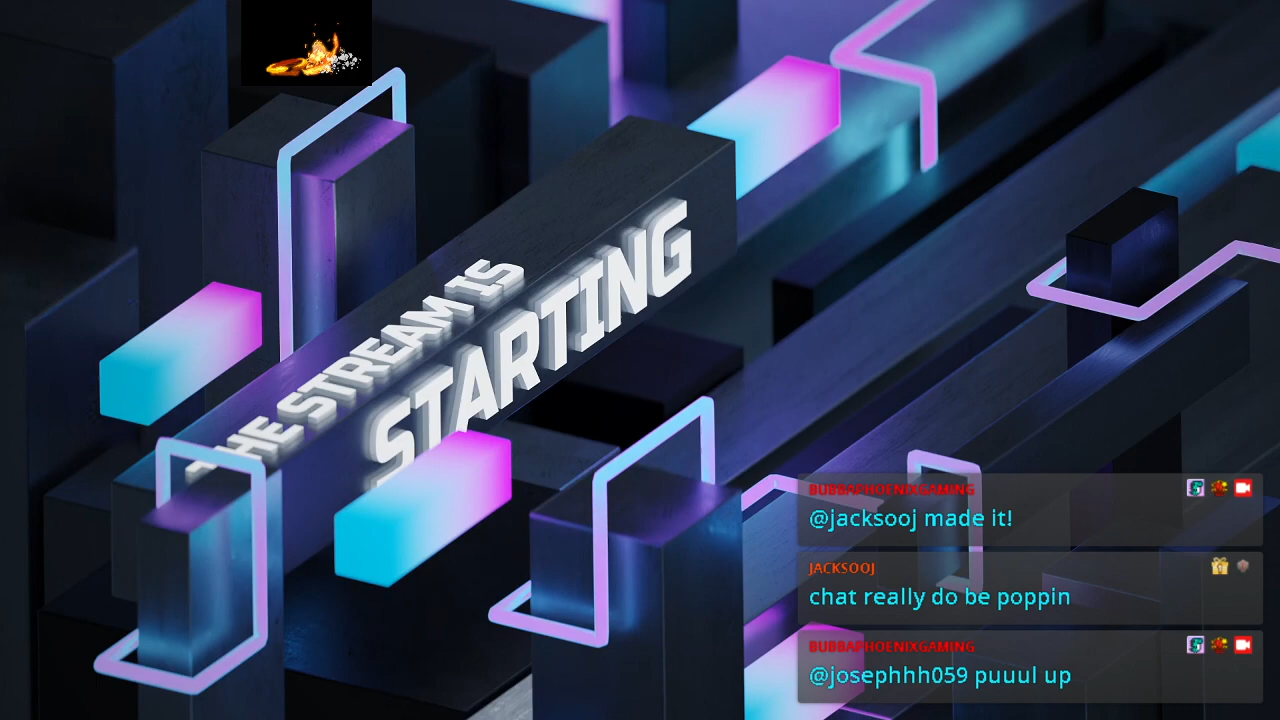 THE STREAM IS
STARTING
BUBBAPHOENIXGAMING
@jacksooj made it!
JACKSOOJ
chat really do be poppin
BUBBAPHOENIXGAMING
@josephhh059 puuul up